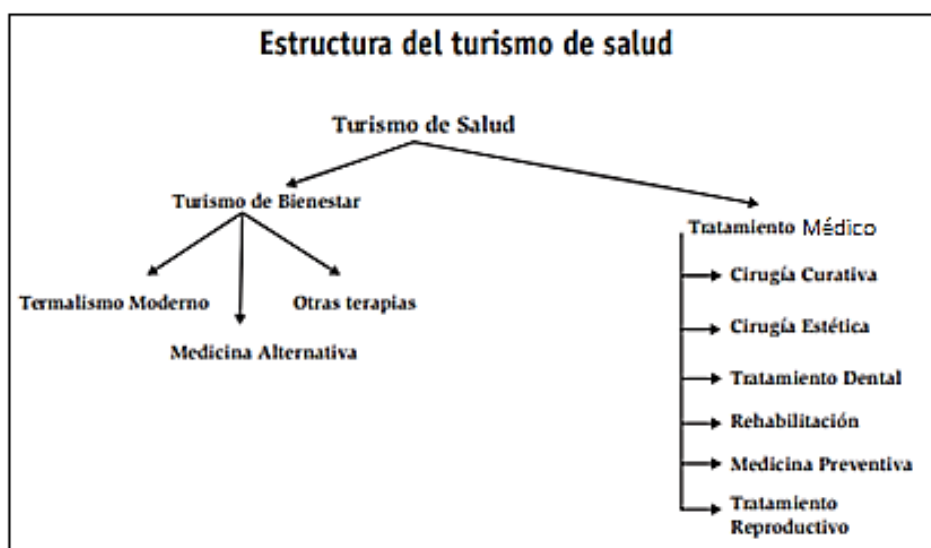 Estructura del turismo de salud
Turismo de Salud
Turismo de Bienestar
Termalismo Moderno
Otras terapias
Medicina Alternativa
Tratamiento Médico
Cirugía Curativa
Cirugía Estética
Tratamiento Dental
Rehabilitación
Medicina Preventiva
Tratamiento
Reproductivo